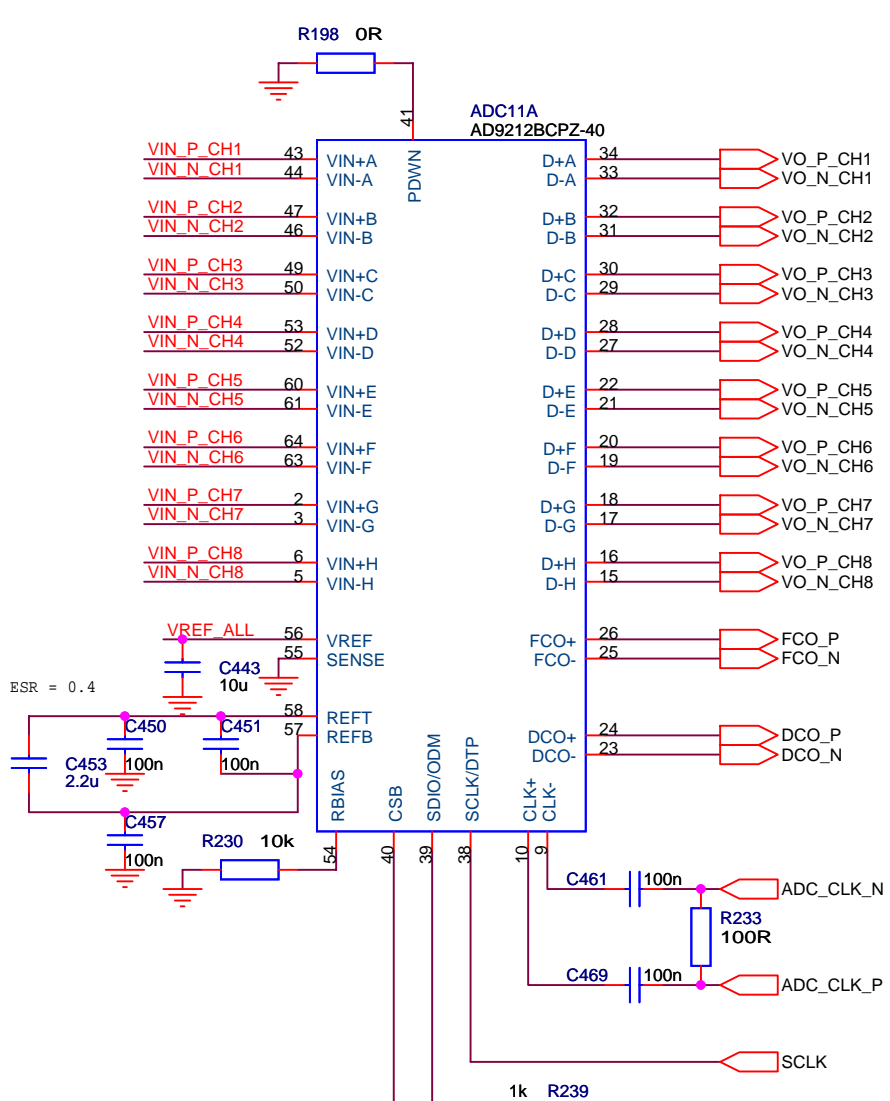 R198 0R
41
ADC11A
AD9212BCPZ-40
PDWN
VIN_P_CH1 43 VIN+A D+A 34 VO_P_CH1
VIN_N_CH1 44 VIN-A D-A 33 VO_N_CH1
VIN_P_CH2 47 VIN+B D+B 32 VO_P_CH2
VIN_N_CH2 46 VIN-B D-B 31 VO_N_CH2
VIN_P_CH3 49 VIN+C D+C 30 VO_P_CH3
VIN_N_CH3 50 VIN-C D-C 29 VO_N_CH3
VIN_P_CH4 53 VIN+D D+D 28 VO_P_CH4
VIN_N_CH4 52 VIN-D D-D 27 VO_N_CH4
VIN_P_CH5 60 VIN+E D+E 22 VO_P_CH5
VIN_N_CH5 61 VIN-E D-E 21 VO_N_CH5
VIN_P_CH6 64 VIN+F D+F 20 VO_P_CH6
VIN_N_CH6 63 VIN-F D-F 19 VO_N_CH6
VIN_P_CH7 2 VIN+G D+G 18 VO_P_CH7
VIN_N_CH7 3 VIN-G D-G 17 VO_N_CH7
VIN_P_CH8 6 VIN+H D+H 16 VO_P_CH8
VIN_N_CH8 5 VIN-H D-H 15 VO_N_CH8
VREF_ALL 56 VREF FCO+ 26 FCO_P
55 SENSE FCO- 25 FCO_N
C443
10u
ESR = 0.4
58 REFT
57 REFB
DCO+ 24 DCO_P
DCO- 23 DCO_N
C450
100n
C451
100n
C453
2.2u
C457
100n
RBIAS CSB SDIO/ODM SCLK/DTP CLK+ CLK-
54 40 39 38 10 9
R230 10k
C461 100n ADC_CLK_N
R233
100R
C469 100n ADC_CLK_P
SCLK
1k R239